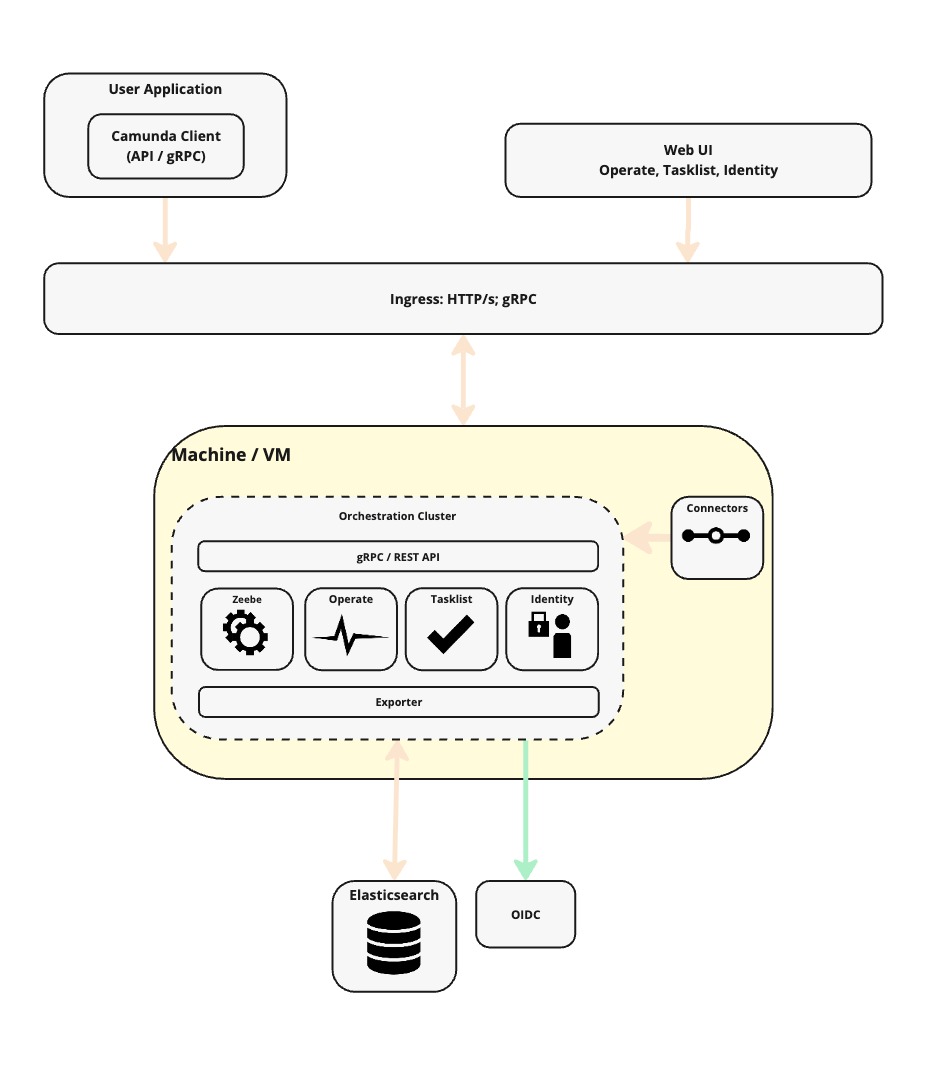 User Application
Camunda Client
(API / gRPC)
Web UI
Operate, Tasklist, Identity
Ingress: HTTP/s; gRPC
Machine / VM
Orchestration Cluster
Connectors
gRPC / REST API
Zeebe
Operate
Tasklist
Identity
Exporter
Elasticsearch
OIDC